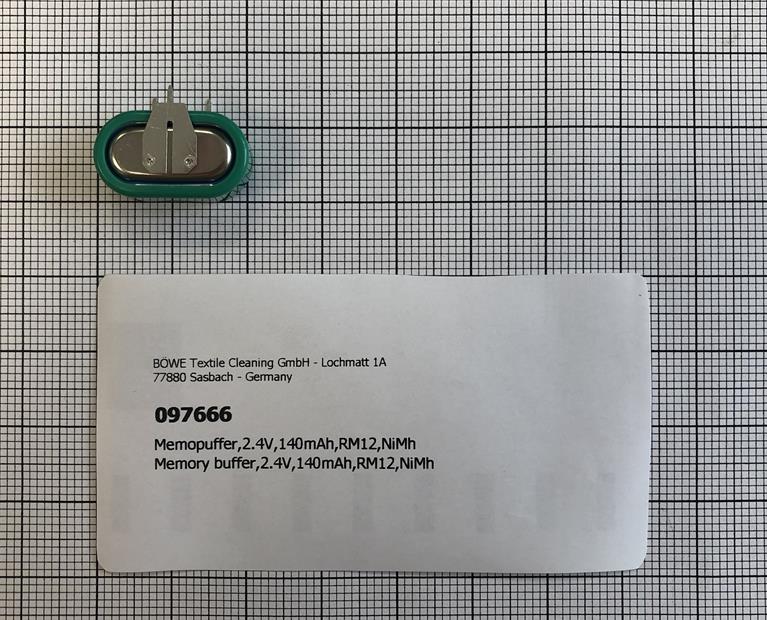 BÖWE Textile Cleaning GmbH - Lochmatt 1A
77880 Sasbach - Germany
097666
Memopuffer,2.4V,140mAh,RM12,NiMh
Memory buffer,2.4V,140mAh,RM12,NiMh